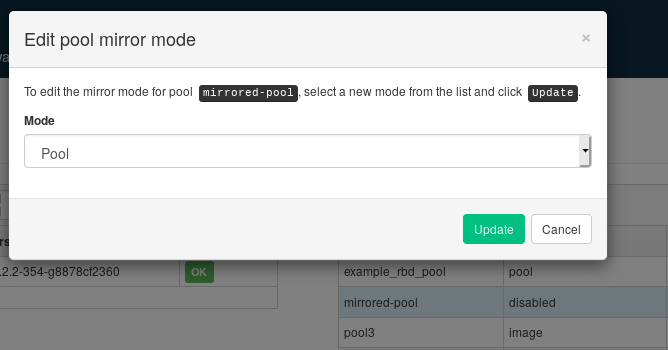 Edit pool mirror mode
×
To edit the mirror mode for pool mirrored-pool, select a new mode from the list and click Update.
Mode
Pool
Update Cancel
.2.2-354-g8878cf2360 OK
example_rbd_pool pool
mirrored-pool disabled
pool3 image